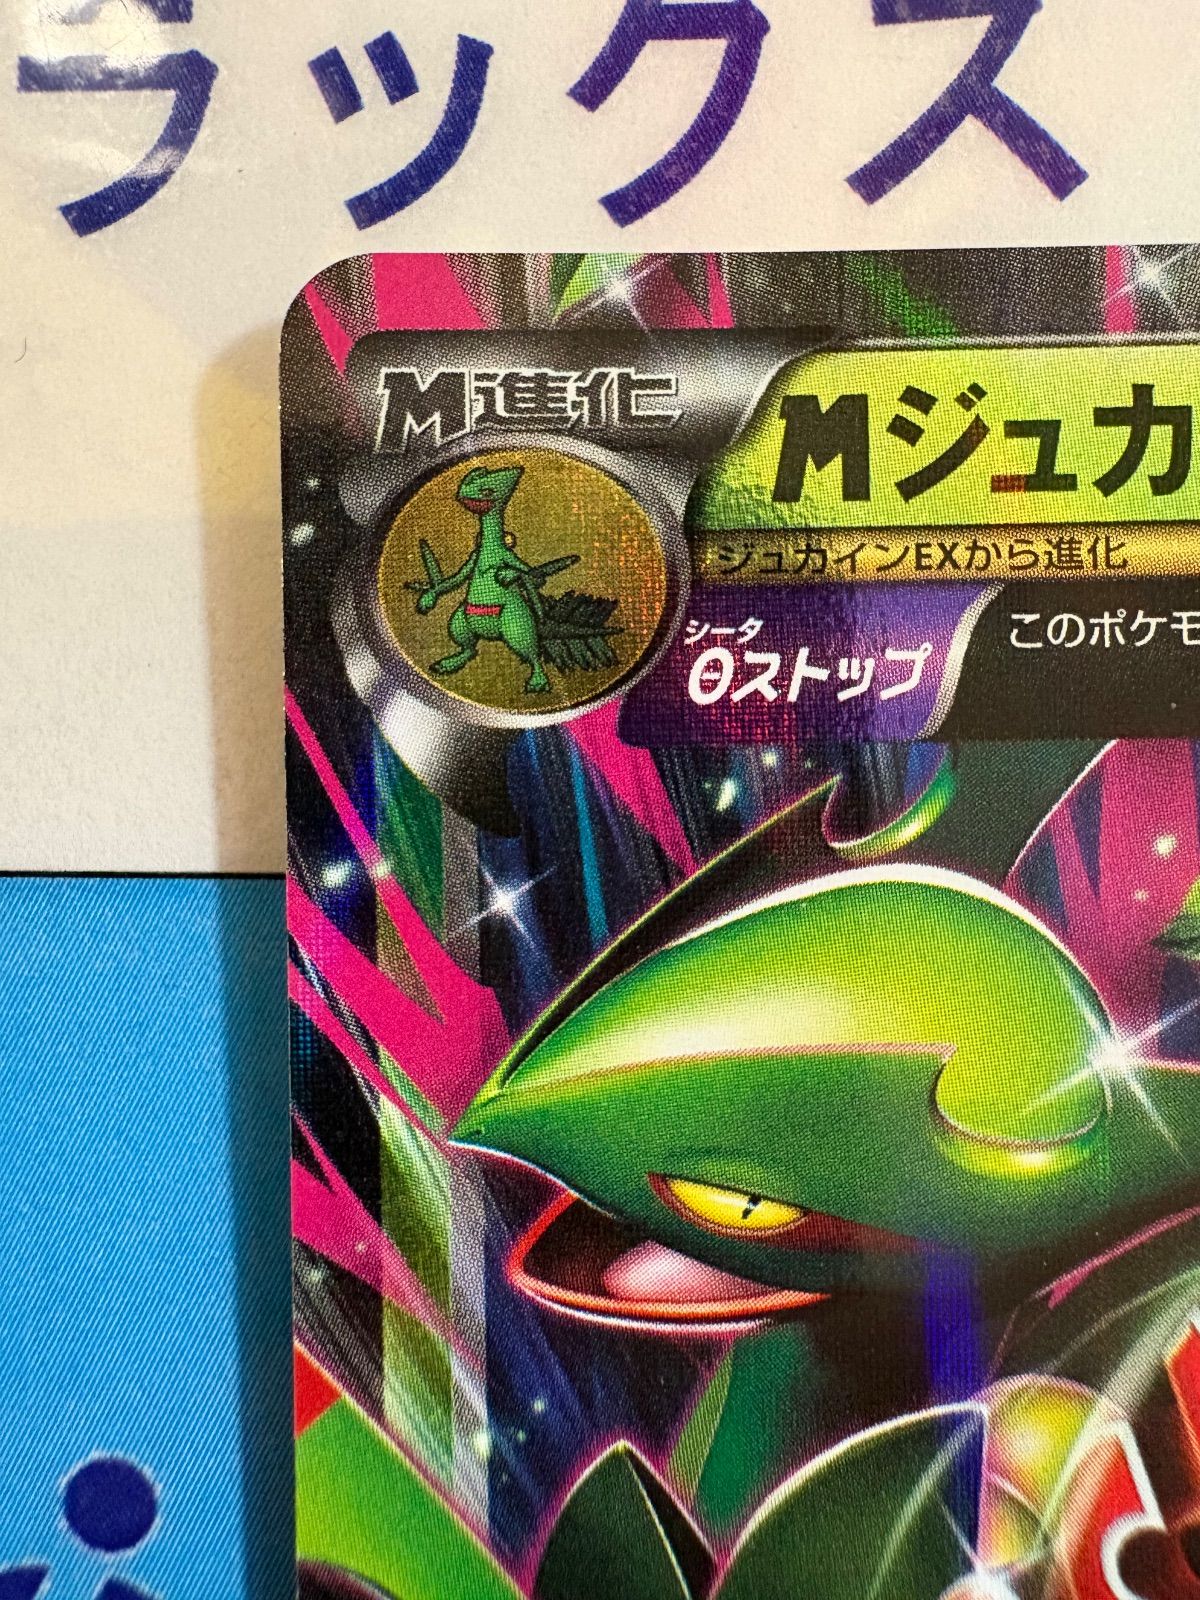 ラックス
M進化
Mジュカ
ジュカインEXから進化
シータ
θストップ
このポケモ